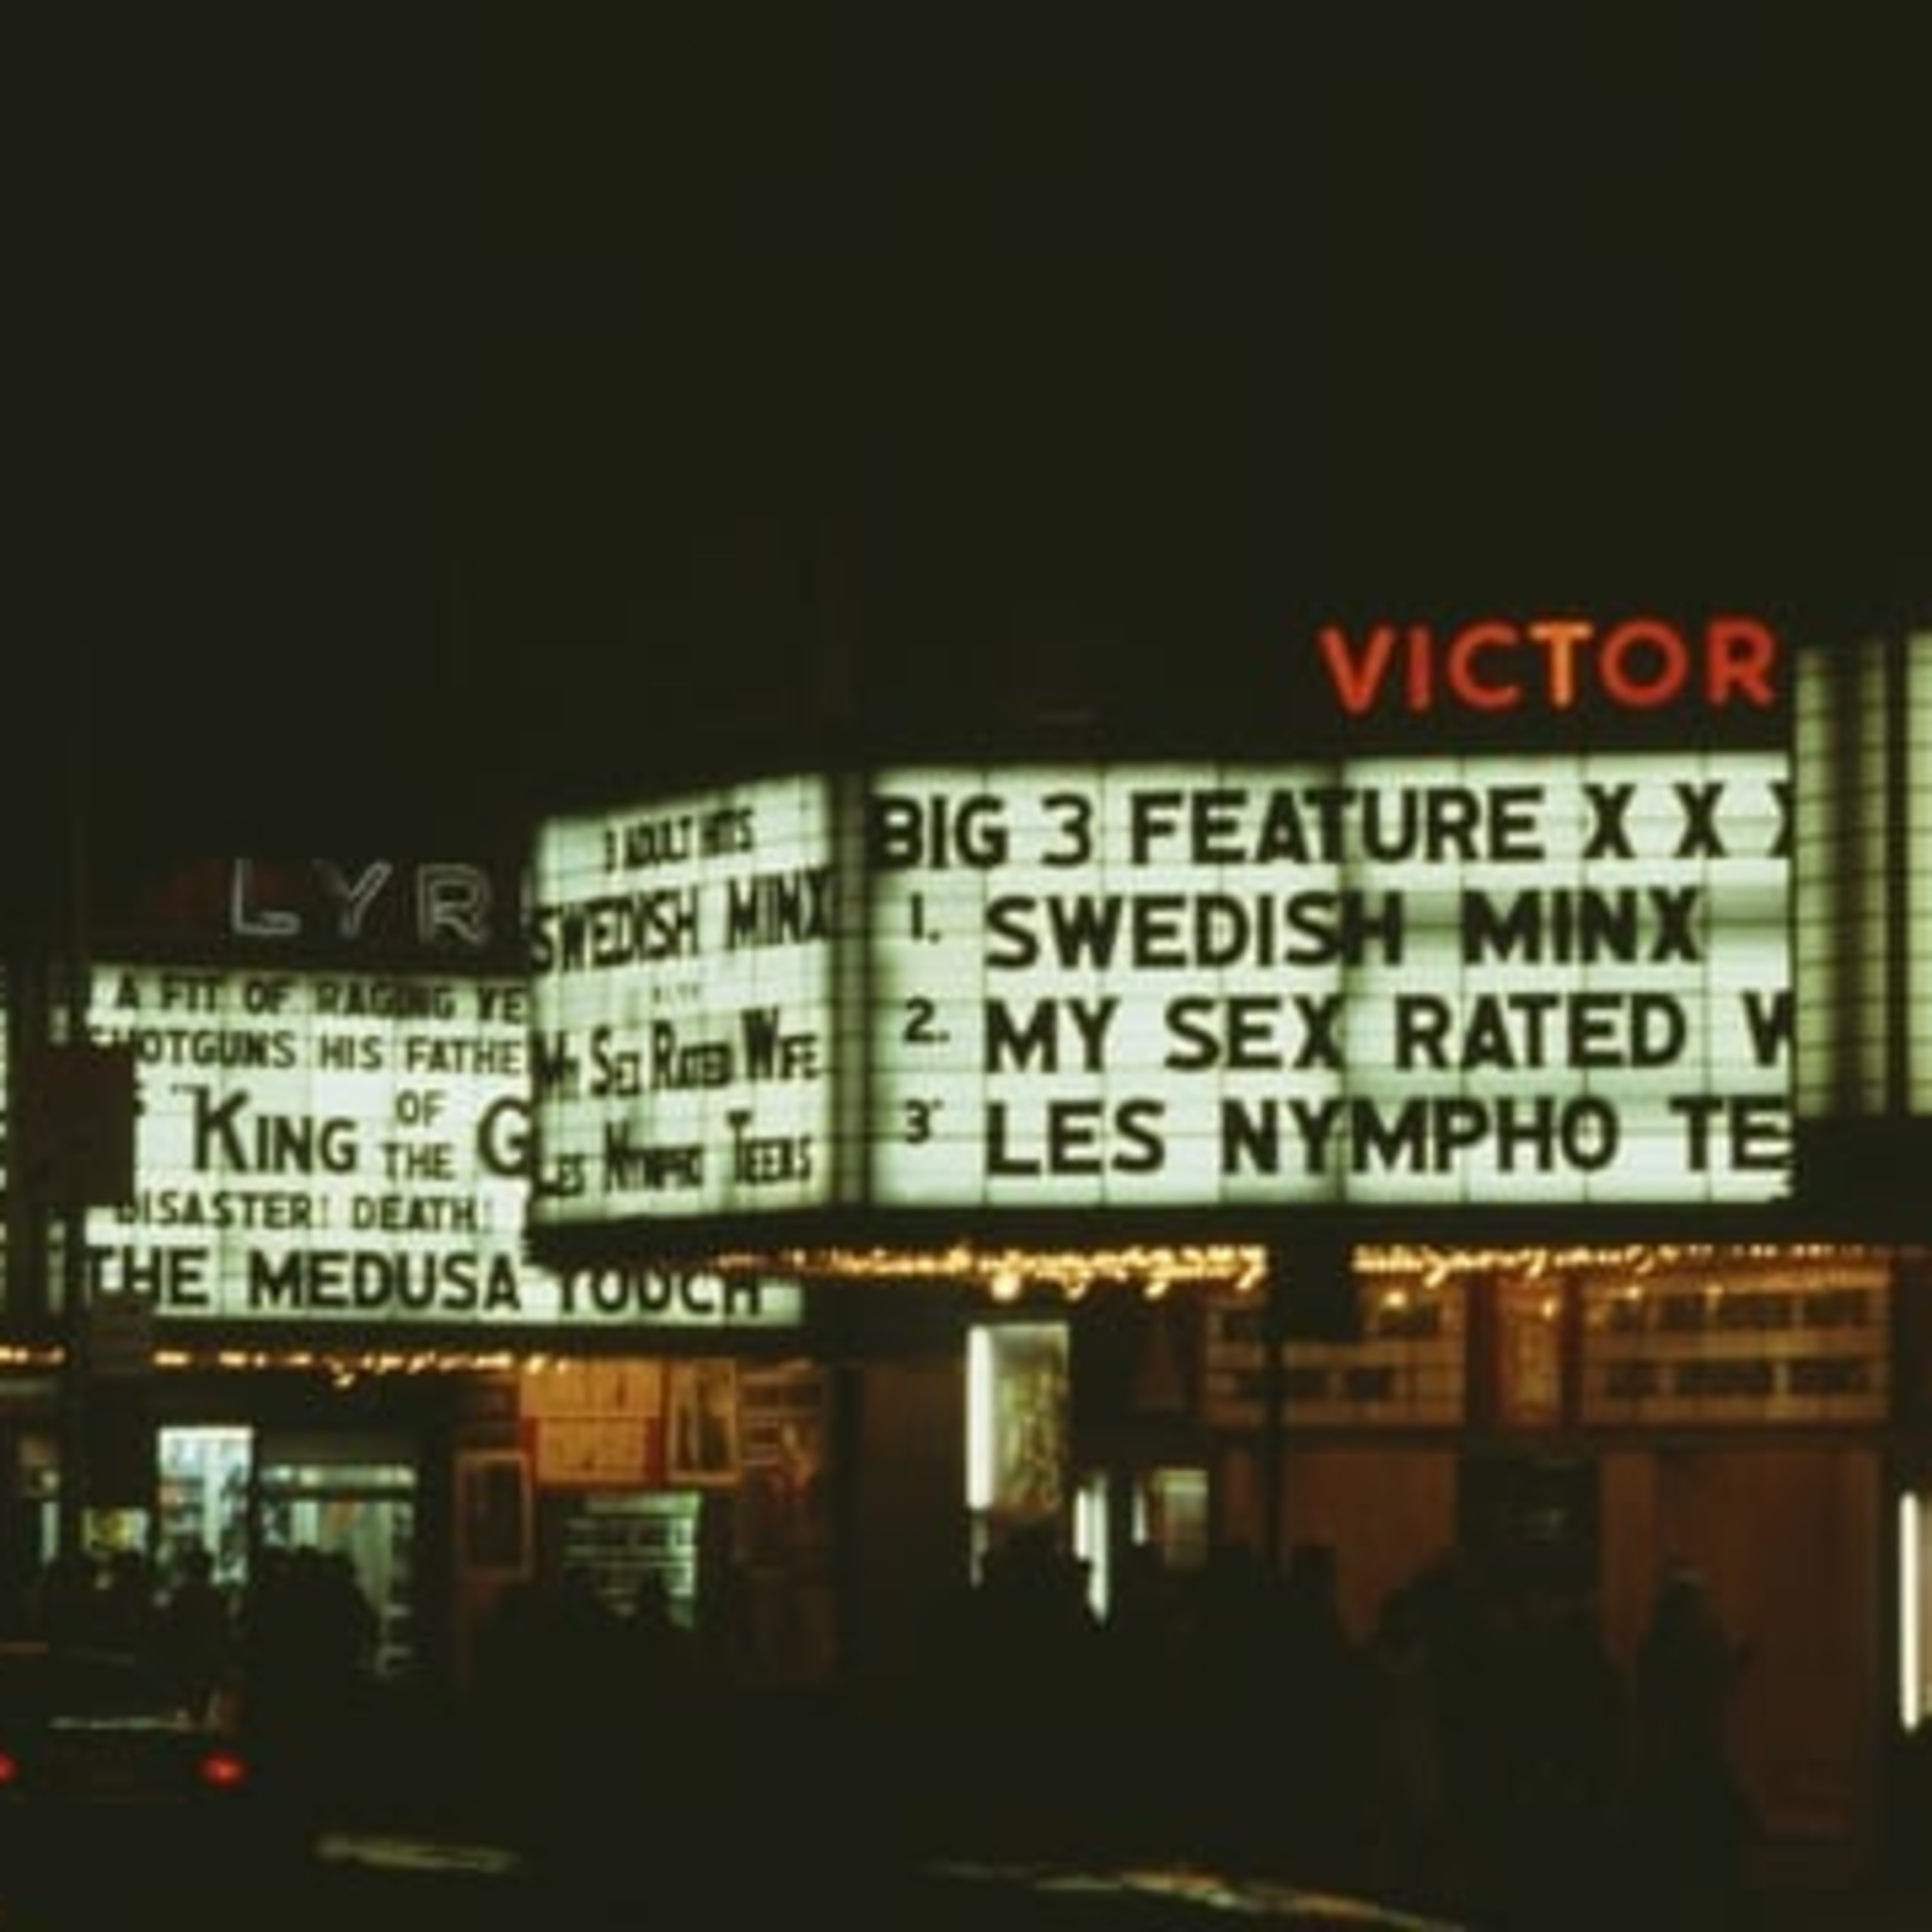 LYR
A FIT OF RAGING VE
SHOTGUNS HIS FATHE
"KING OF THE G
DISASTER! DEATH!
THE MEDUSA TOUCH
3 ADULT HITS
SWEDISH MINX
My Sex Rated Wife
Les Nympho Teens
VICTOR
BIG 3 FEATURE X X X
1. SWEDISH MINX
2. MY SEX RATED W
3 LES NYMPHO TE